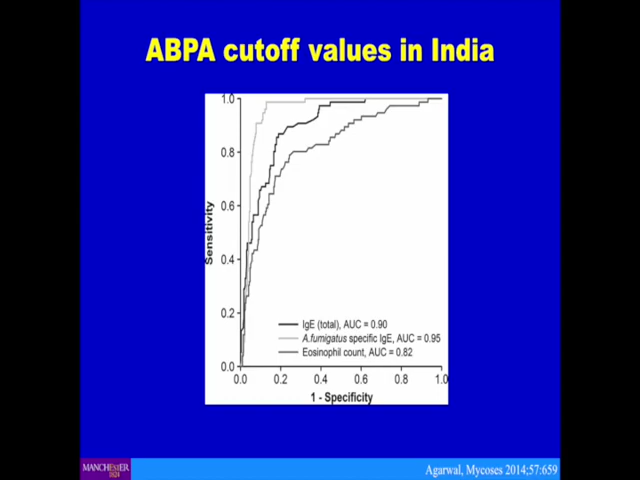 ABPA cutoff values in India
1.0
0.8
0.6
0.4
0.2
0.0
Sensitivity
IgE (total), AUC = 0.90
A.fumigatus specific IgE, AUC = 0.95
Eosinophil count, AUC = 0.82
0.0 0.2 0.4 0.6 0.8 1.0
1 - Specificity
MANCHESTER
1824
Agarwal, Mycoses 2014;57:659